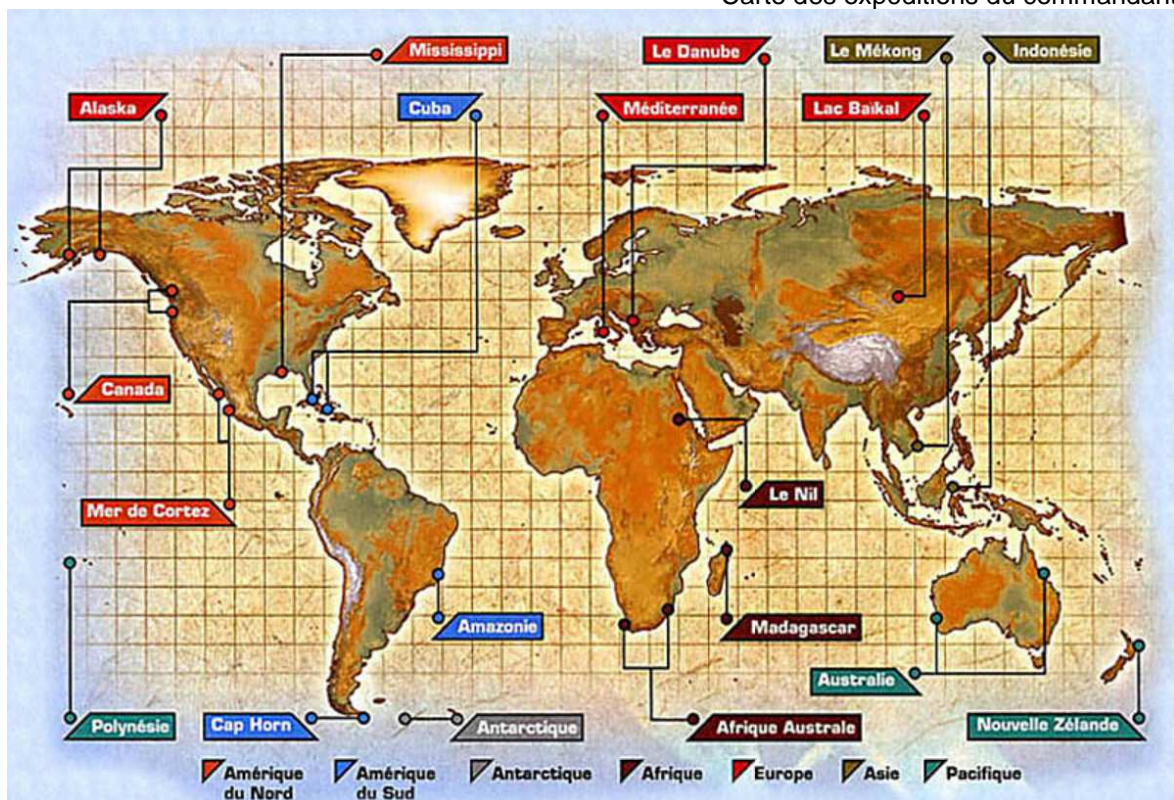 Carte des expéditions du commandant
Mississippi
Le Danube
Le Mékong
Indonésie
Alaska
Cuba
Méditerranée
Lac Baïkal
Canada
Mer de Cortez
Le Nil
Amazonie
Madagascar
Australie
Polynésie
Cap Horn
Antarctique
Afrique Australe
Nouvelle Zélande
Amérique
du Nord
Amérique
du Sud
Antarctique
Afrique
Europe
Asie
Pacifique